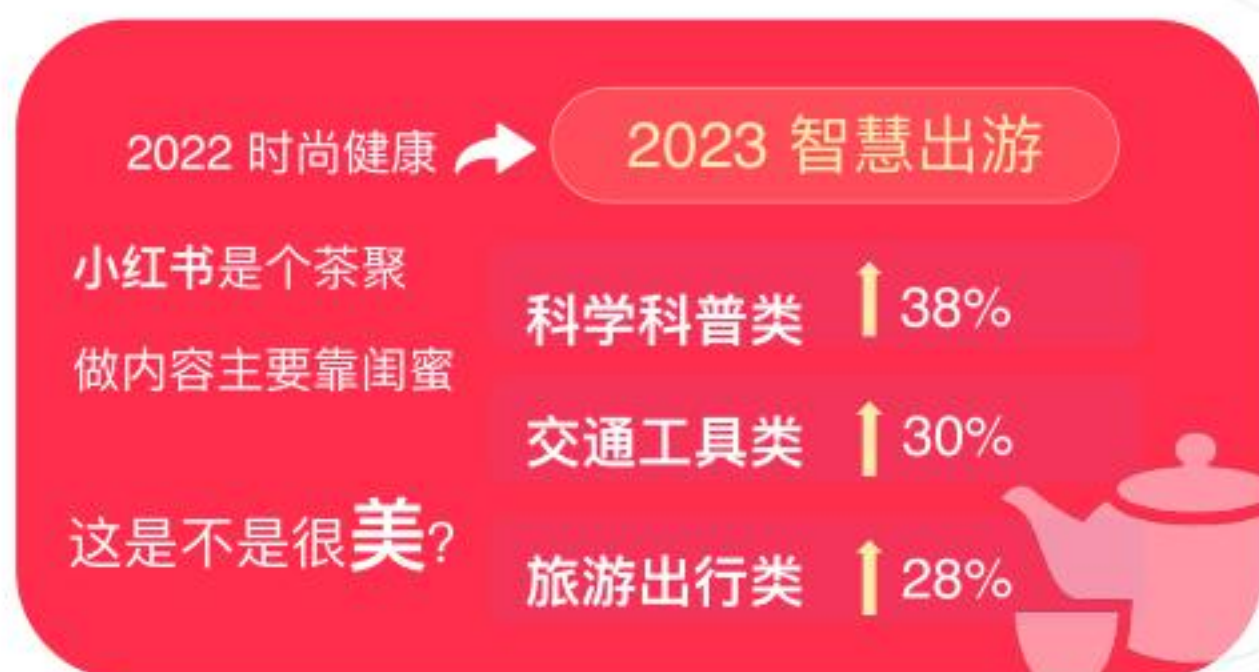 2022 时尚健康
2023 智慧出游
小红书是个茶聚
做内容主要靠闺蜜
这是不是很美?
科学科普类 38%
交通工具类 30%
旅游出行类 28%